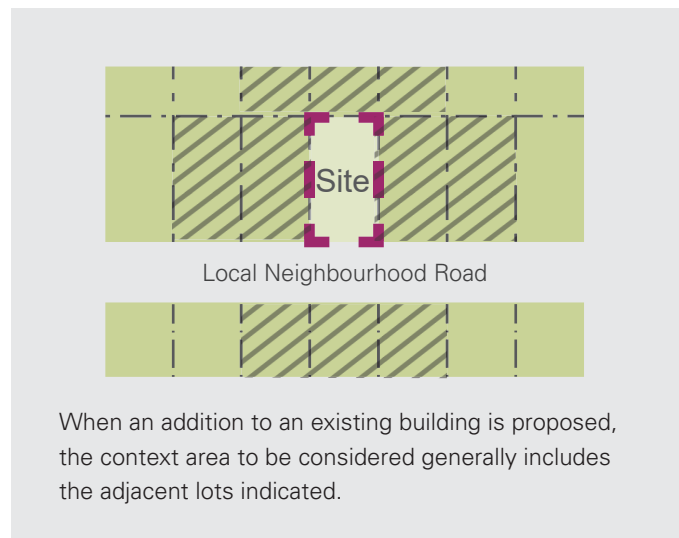 Site
Local Neighbourhood Road
When an addition to an existing building is proposed,
the context area to be considered generally includes
the adjacent lots indicated.